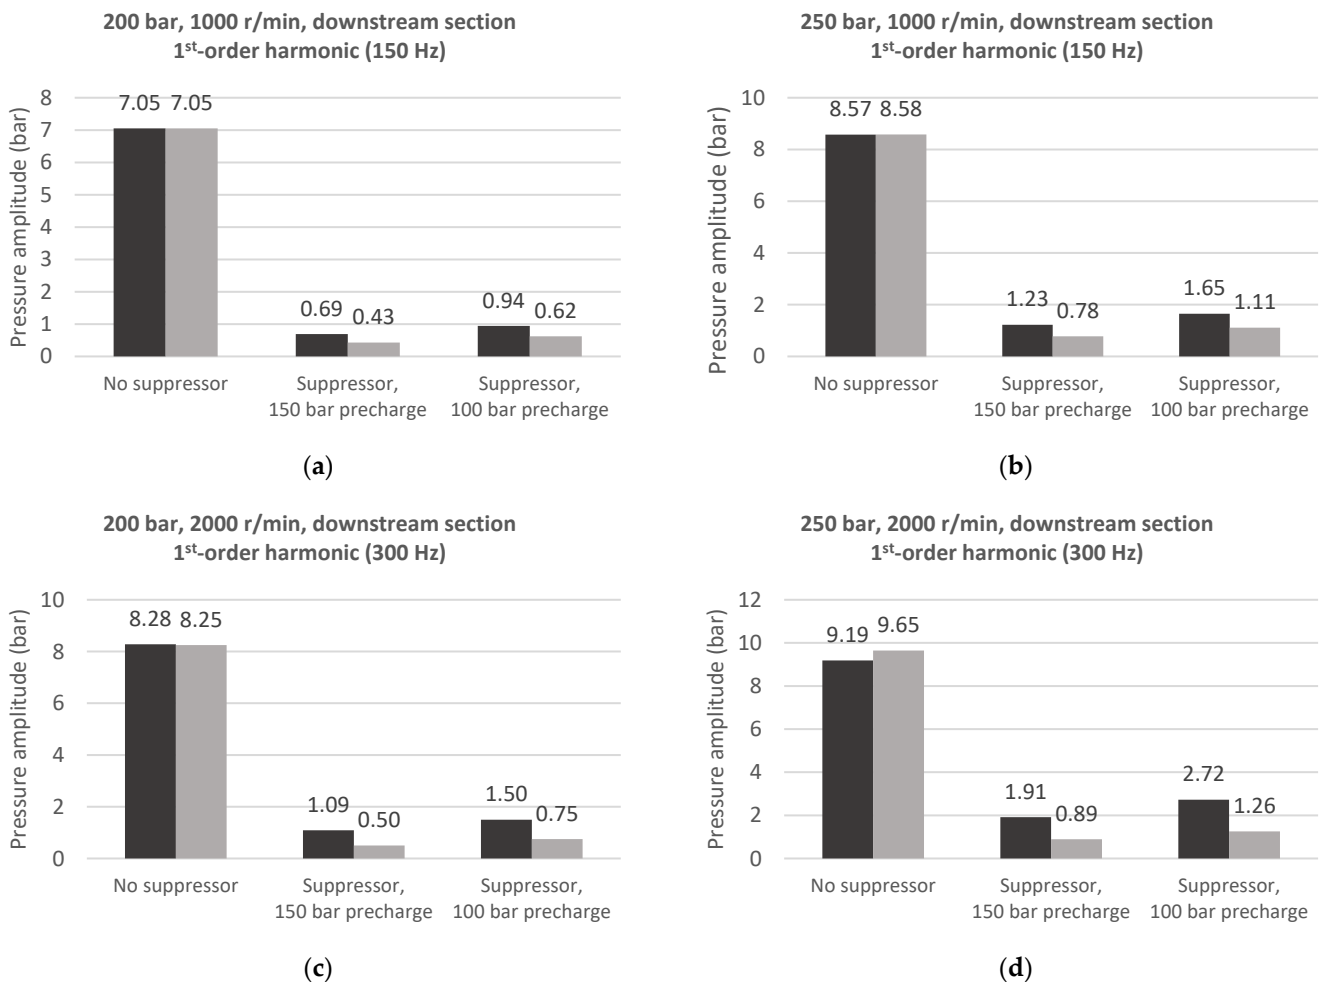 200 bar, 1000 r/min, downstream section
1st-order harmonic (150 Hz)
Pressure amplitude (bar)
8
7
6
5
4
3
2
1
0
7.05 7.05
0.69 0.43
0.94 0.62
No suppressor
Suppressor,
150 bar precharge
Suppressor,
100 bar precharge
(a)
250 bar, 1000 r/min, downstream section
1st-order harmonic (150 Hz)
Pressure amplitude (bar)
10
8
6
4
2
0
8.57 8.58
1.23 0.78
1.65 1.11
No suppressor
Suppressor,
150 bar precharge
Suppressor,
100 bar precharge
(b)
200 bar, 2000 r/min, downstream section
1st-order harmonic (300 Hz)
Pressure amplitude (bar)
10
8
6
4
2
0
8.28 8.25
1.09 0.50
1.50 0.75
No suppressor
Suppressor,
150 bar precharge
Suppressor,
100 bar precharge
(c)
250 bar, 2000 r/min, downstream section
1st-order harmonic (300 Hz)
Pressure amplitude (bar)
12
10
8
6
4
2
0
9.19 9.65
1.91 0.89
2.72 1.26
No suppressor
Suppressor,
150 bar precharge
Suppressor,
100 bar precharge
(d)